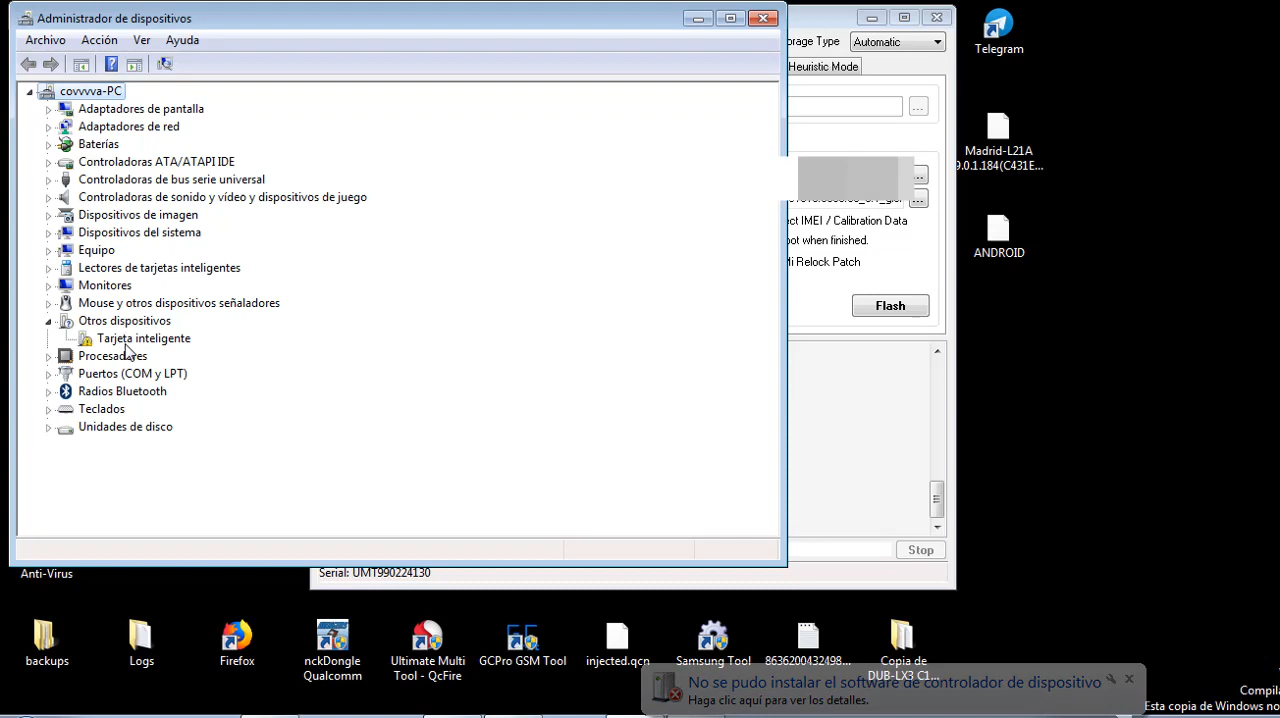 Administrador de dispositivos
Archivo Acción Ver Ayuda
covvvva-PC
Adaptadores de pantalla
Adaptadores de red
Baterías
Controladoras ATA/ATAPI IDE
Controladoras de bus serie universal
Controladoras de sonido y vídeo y dispositivos de juego
Dispositivos de imagen
Dispositivos del sistema
Equipo
Lectores de tarjetas inteligentes
Monitores
Mouse y otros dispositivos señaladores
Otros dispositivos
Tarjeta inteligente
Procesadores
Puertos (COM y LPT)
Radios Bluetooth
Teclados
Unidades de disco
orage Type Automatic
Heuristic Mode
...
...
...
ect IMEI / Calibration Data
oot when finished.
Mi Relock Patch
Flash
Stop
Serial: UMT990224130
Telegram
Madrid-L21A
9.0.1.184(C431E...
ANDROID
Anti-Virus
backups
Logs
Firefox
nckDongle
Qualcomm
Ultimate Multi
Tool - QcFire
GCPro GSM Tool
injected.qcn
Samsung Tool
8636200432498...
Copia de
DUB-LX3 C1...
No se pudo instalar el software de controlador de dispositivo
Haga clic aquí para ver los detalles.
Compila
Esta copia de Windows no